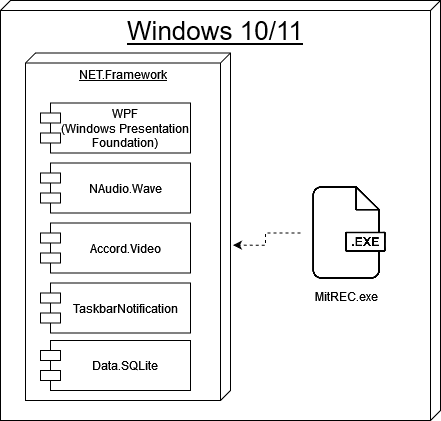 Windows 10/11
NET.Framework
WPF
(Windows Presentation
Foundation)
NAudio.Wave
Accord.Video
TaskbarNotification
Data.SQLite
.EXE
MitREC.exe